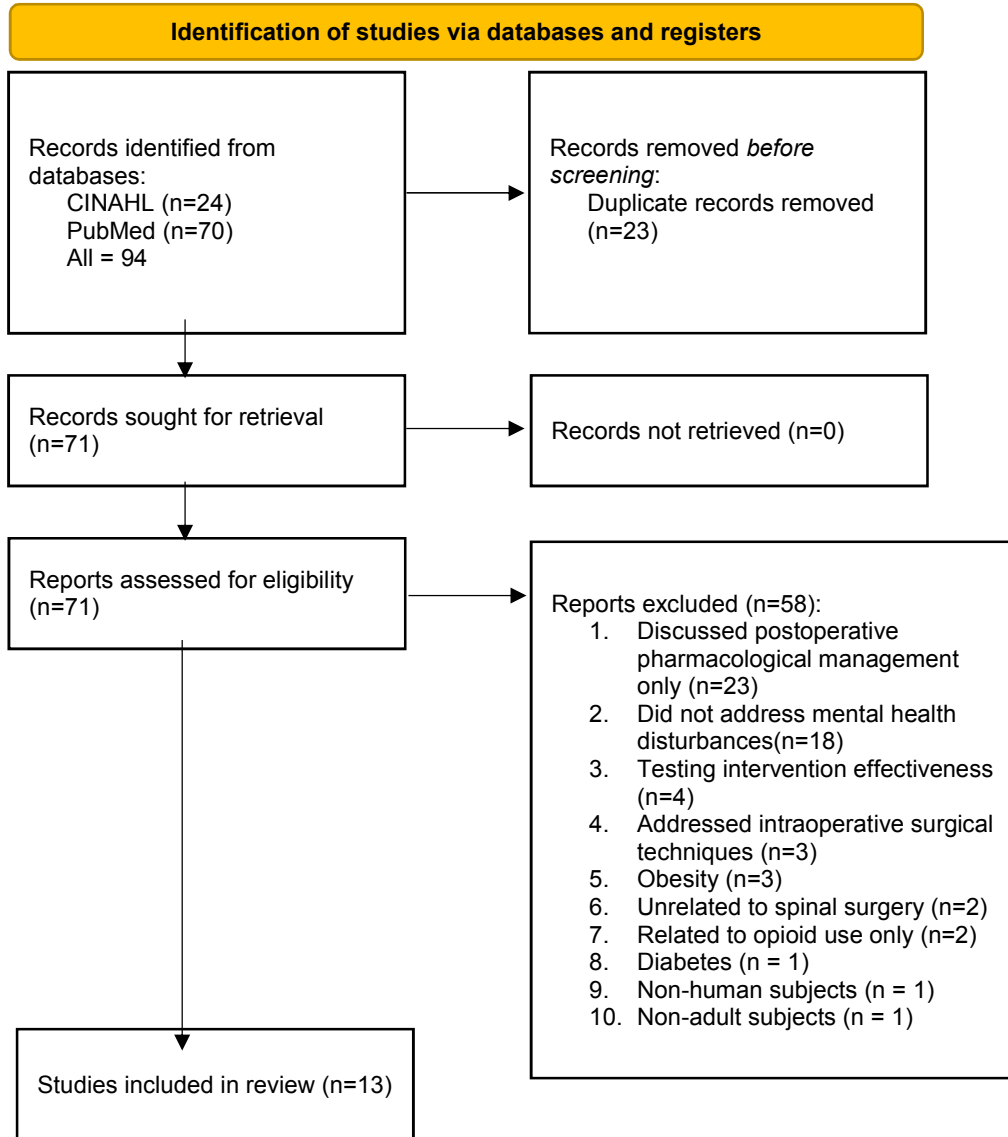 Identification of studies via databases and registers
Records identified from
databases:
CINAHL (n=24)
PubMed (n=70)
All = 94
Records removed before
screening:
Duplicate records removed
(n=23)
Records sought for retrieval
(n=71)
Records not retrieved (n=0)
Reports assessed for eligibility
(n=71)
Reports excluded (n=58):
1. Discussed postoperative
pharmacological management
only (n=23)
2. Did not address mental health
disturbances(n=18)
3. Testing intervention effectiveness
(n=4)
4. Addressed intraoperative surgical
techniques (n=3)
5. Obesity (n=3)
6. Unrelated to spinal surgery (n=2)
7. Related to opioid use only (n=2)
8. Diabetes (n = 1)
9. Non-human subjects (n = 1)
10. Non-adult subjects (n = 1)
Studies included in review (n=13)